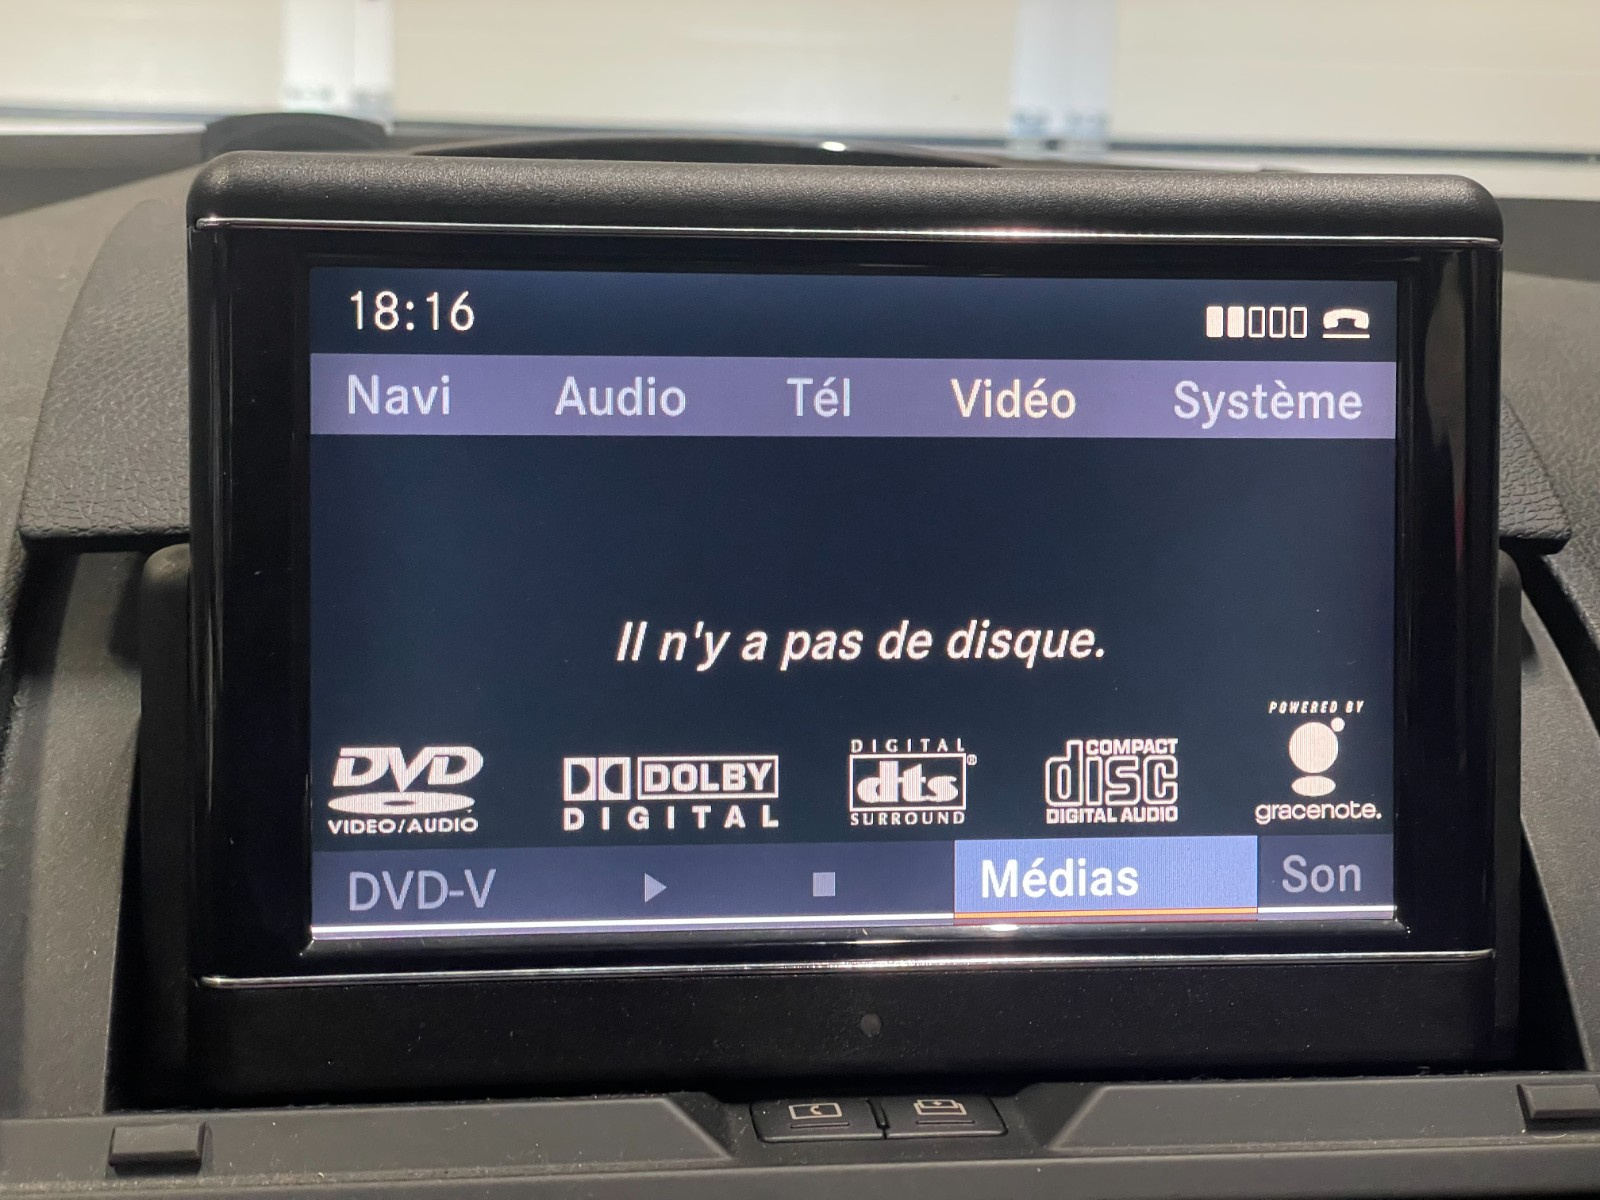 18:16
Navi Audio Tél Vidéo Système
Il n'y a pas de disque.
POWERED BY
DVD
VIDEO/AUDIO
DOLBY
DIGITAL
DIGITAL
dts®
SURROUND
COMPACT
disc
DIGITAL AUDIO
gracenote.
DVD-V Médias Son